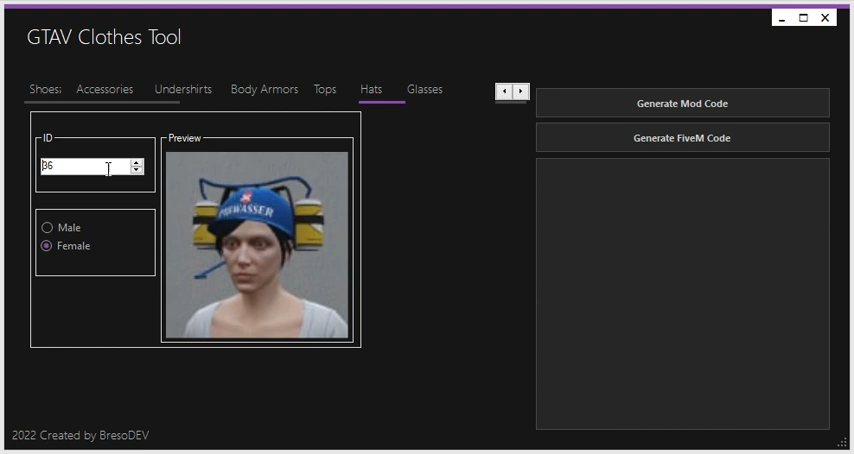 GTAV Clothes Tool
Shoes
Accessories
Undershirts
Body Armors
Tops
Hats
Glasses
Generate Mod Code
Generate FiveM Code
ID
36
Preview
Male
Female
2022 Created by BresoDEV